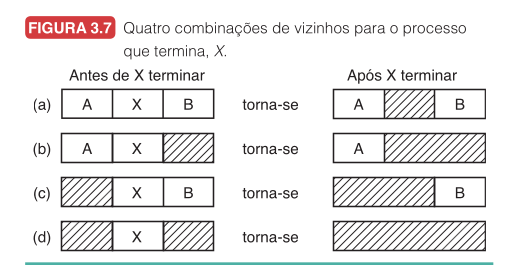 FIGURA 3.7 Quatro combinações de vizinhos para o processo
que termina, X.
Antes de X terminar Após X terminar
(a) A X B torna-se A B
(b) A X torna-se A
(c) X B torna-se B
(d) X torna-se